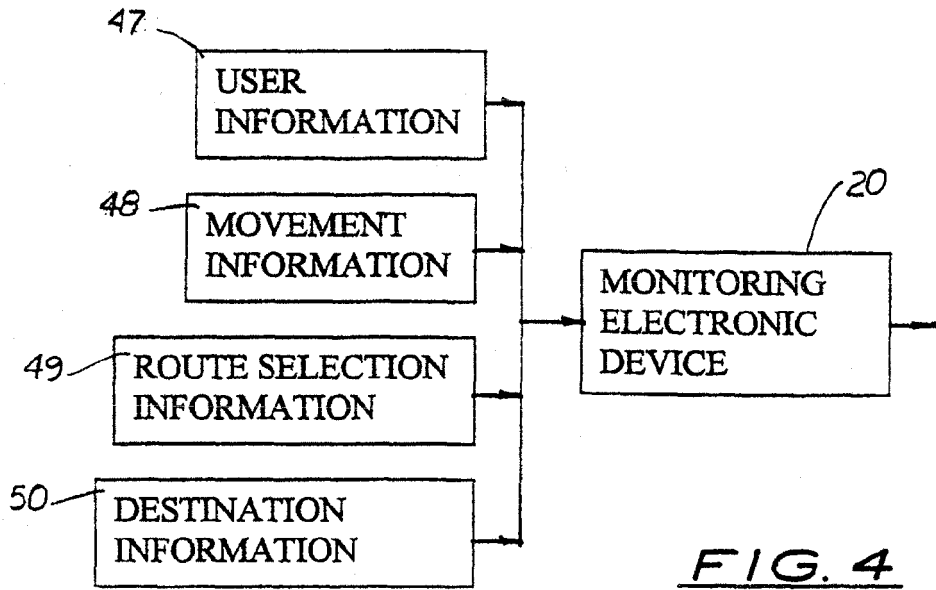 47
USER
INFORMATION
48
MOVEMENT
INFORMATION
49
ROUTE SELECTION
INFORMATION
50
DESTINATION
INFORMATION
20
MONITORING
ELECTRONIC
DEVICE
FIG. 4